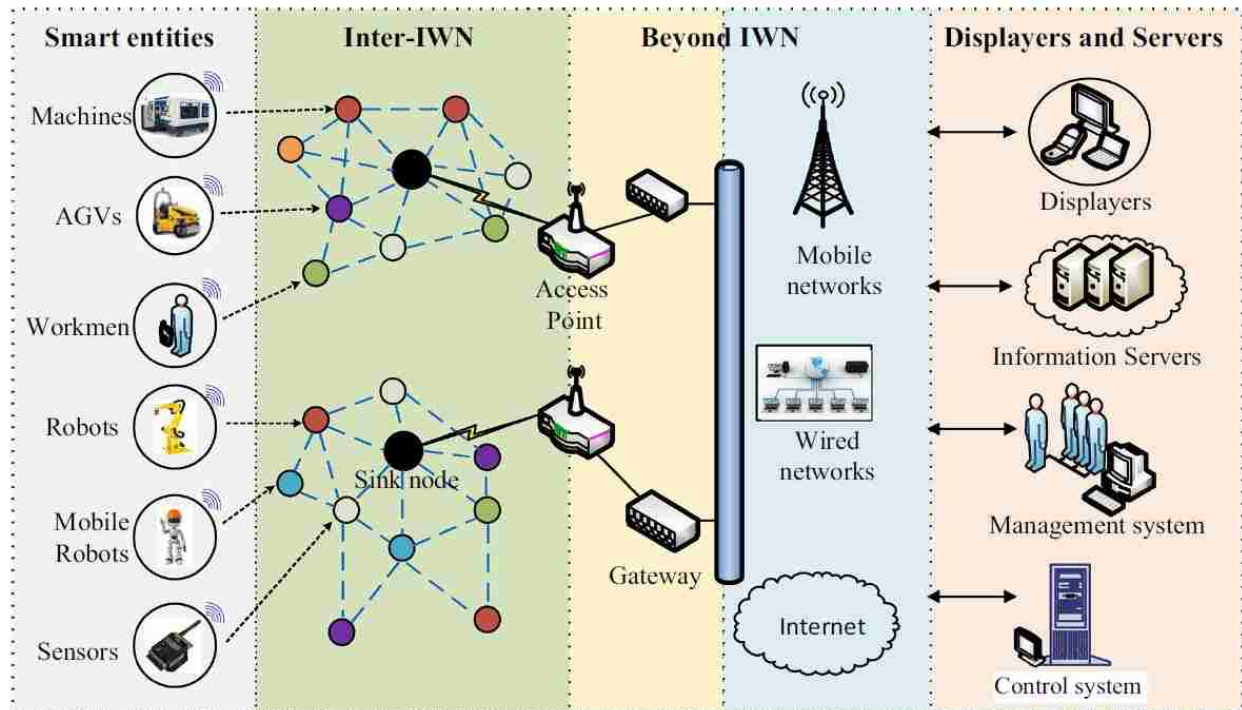 Smart entities
Inter-IWN
Beyond IWN
Displayers and Servers
Machines
AGVs
Workmen
Robots
Mobile
Robots
Sensors
Sink node
Access
Point
Gateway
Mobile
networks
Wired
networks
Internet
Displayers
Information Servers
Management system
Control system